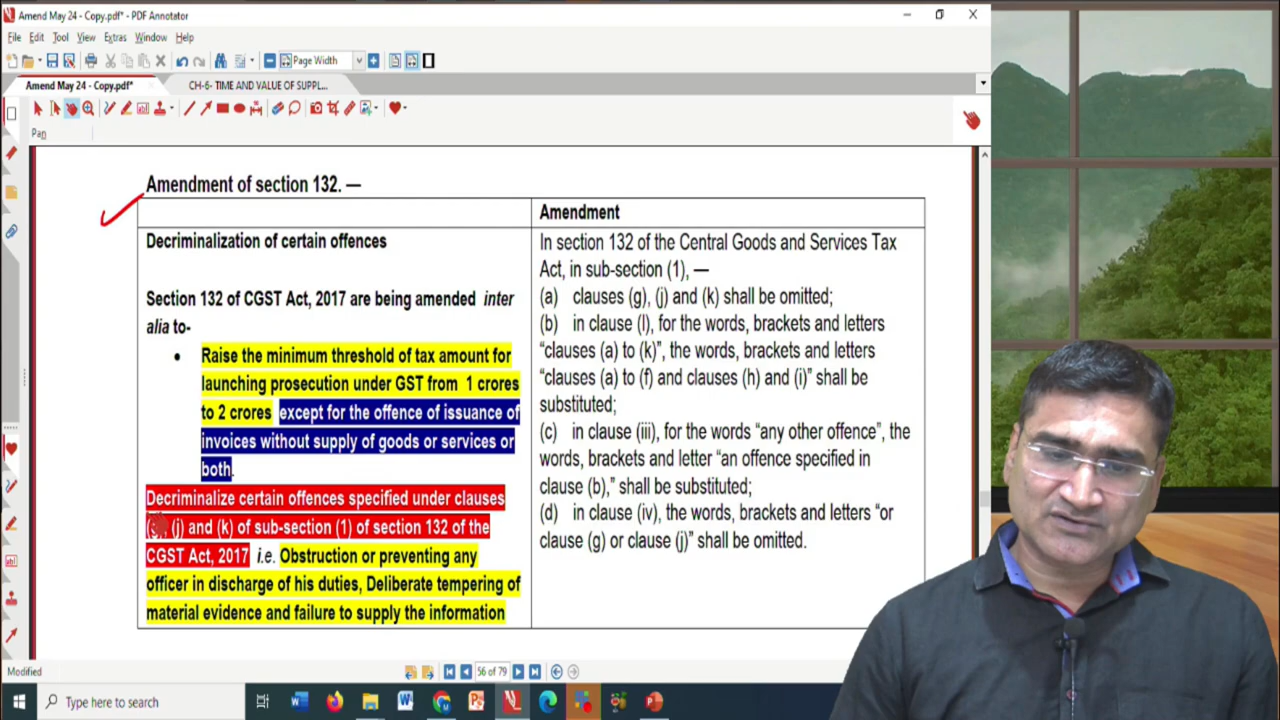 Amend May 24 - Copy.pdf* - PDF Annotator
File Edit Tool View Extras Window Help
Page Width
Amend May 24 - Copy.pdf*
CH-6- TIME AND VALUE OF SUPPL...
Pan
Amendment of section 132. —
Amendment
Decriminalization of certain offences
Section 132 of CGST Act, 2017 are being amended inter
alia to-
• Raise the minimum threshold of tax amount for
launching prosecution under GST from 1 crores
to 2 crores except for the offence of issuance of
invoices without supply of goods or services or
both.
Decriminalize certain offences specified under clauses
(j) and (k) of sub-section (1) of section 132 of the
CGST Act, 2017 i.e. Obstruction or preventing any
officer in discharge of his duties, Deliberate tempering of
material evidence and failure to supply the information
In section 132 of the Central Goods and Services Tax
Act, in sub-section (1), —
(a) clauses (g), (j) and (k) shall be omitted;
(b) in clause (l), for the words, brackets and letters
“clauses (a) to (k)”, the words, brackets and letters
“clauses (a) to (f) and clauses (h) and (i)” shall be
substituted;
(c) in clause (iii), for the words “any other offence”, the
words, brackets and letter “an offence specified in
clause (b),” shall be substituted;
(d) in clause (iv), the words, brackets and letters “or
clause (g) or clause (j)” shall be omitted.
Modified
56 of 79
Type here to search